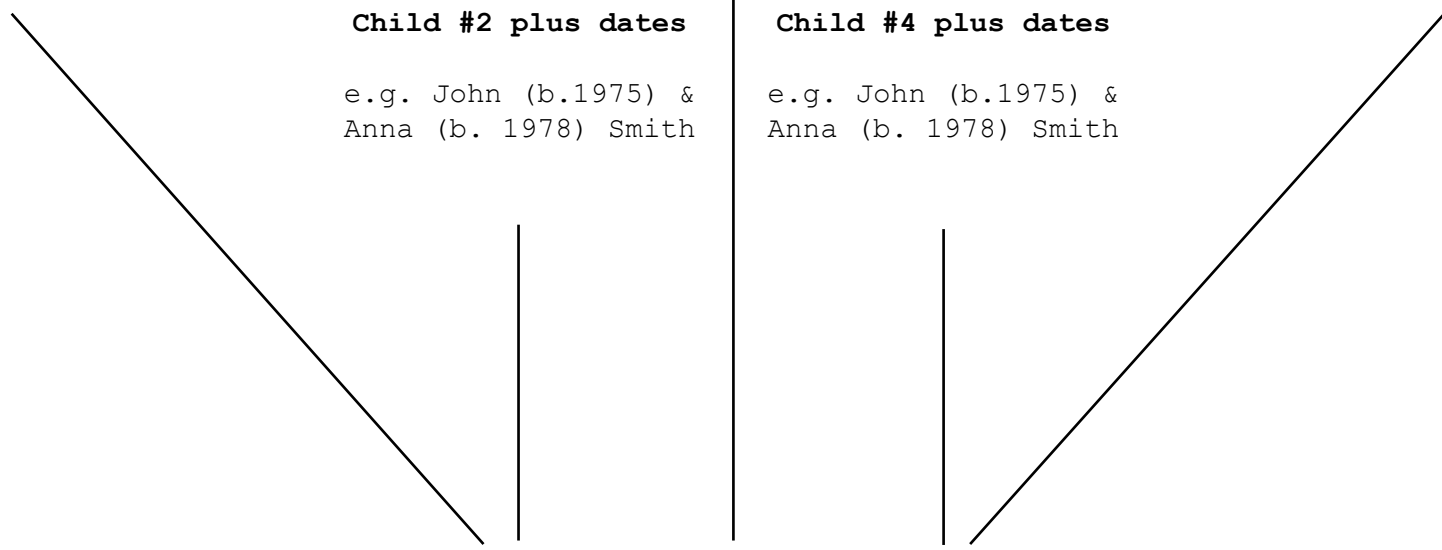 Child #2 plus dates
e.g. John (b.1975) &
Anna (b. 1978) Smith
Child #4 plus dates
e.g. John (b.1975) &
Anna (b. 1978) Smith